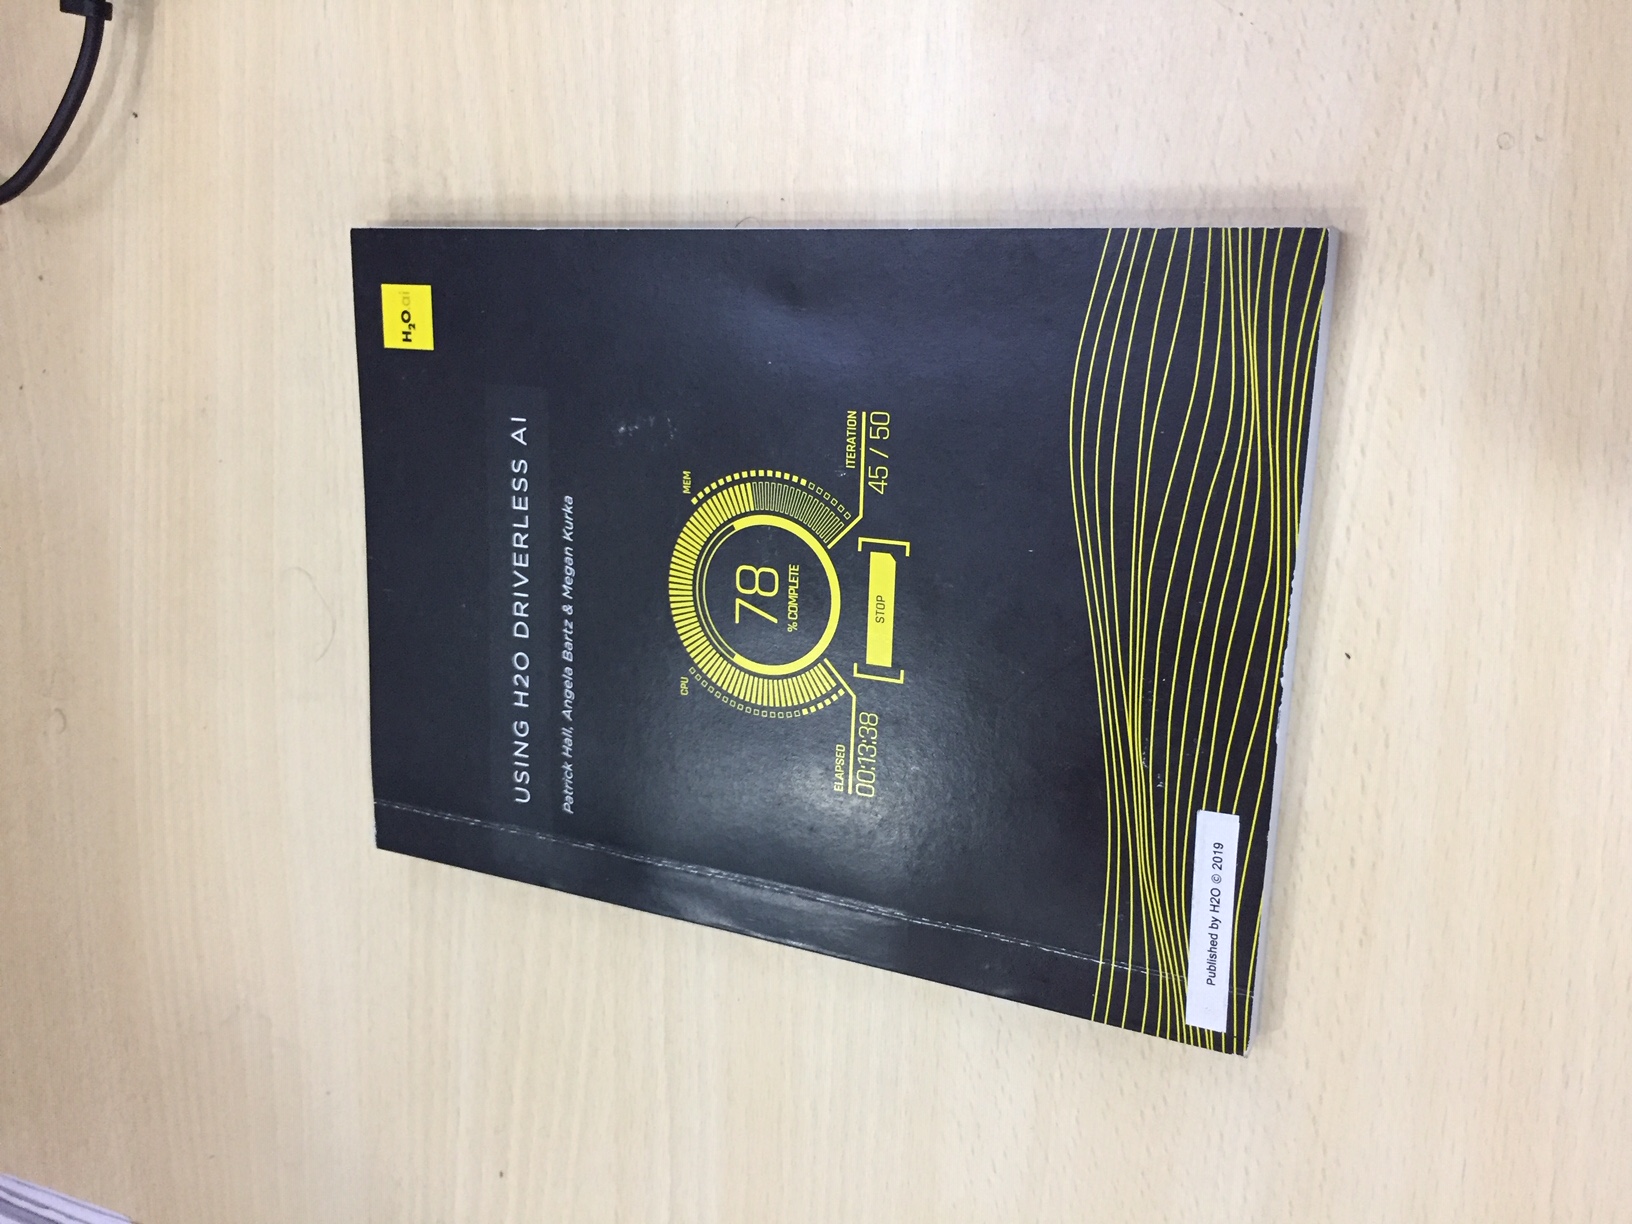 H2O.ai
USING H2O DRIVERLESS AI
Patrick Hall, Angela Bartz & Megan Kurka
CPU
MEM
78
% COMPLETE
ELAPSED
00:13:38
STOP
ITERATION
45 / 50
Published by H2O © 2019